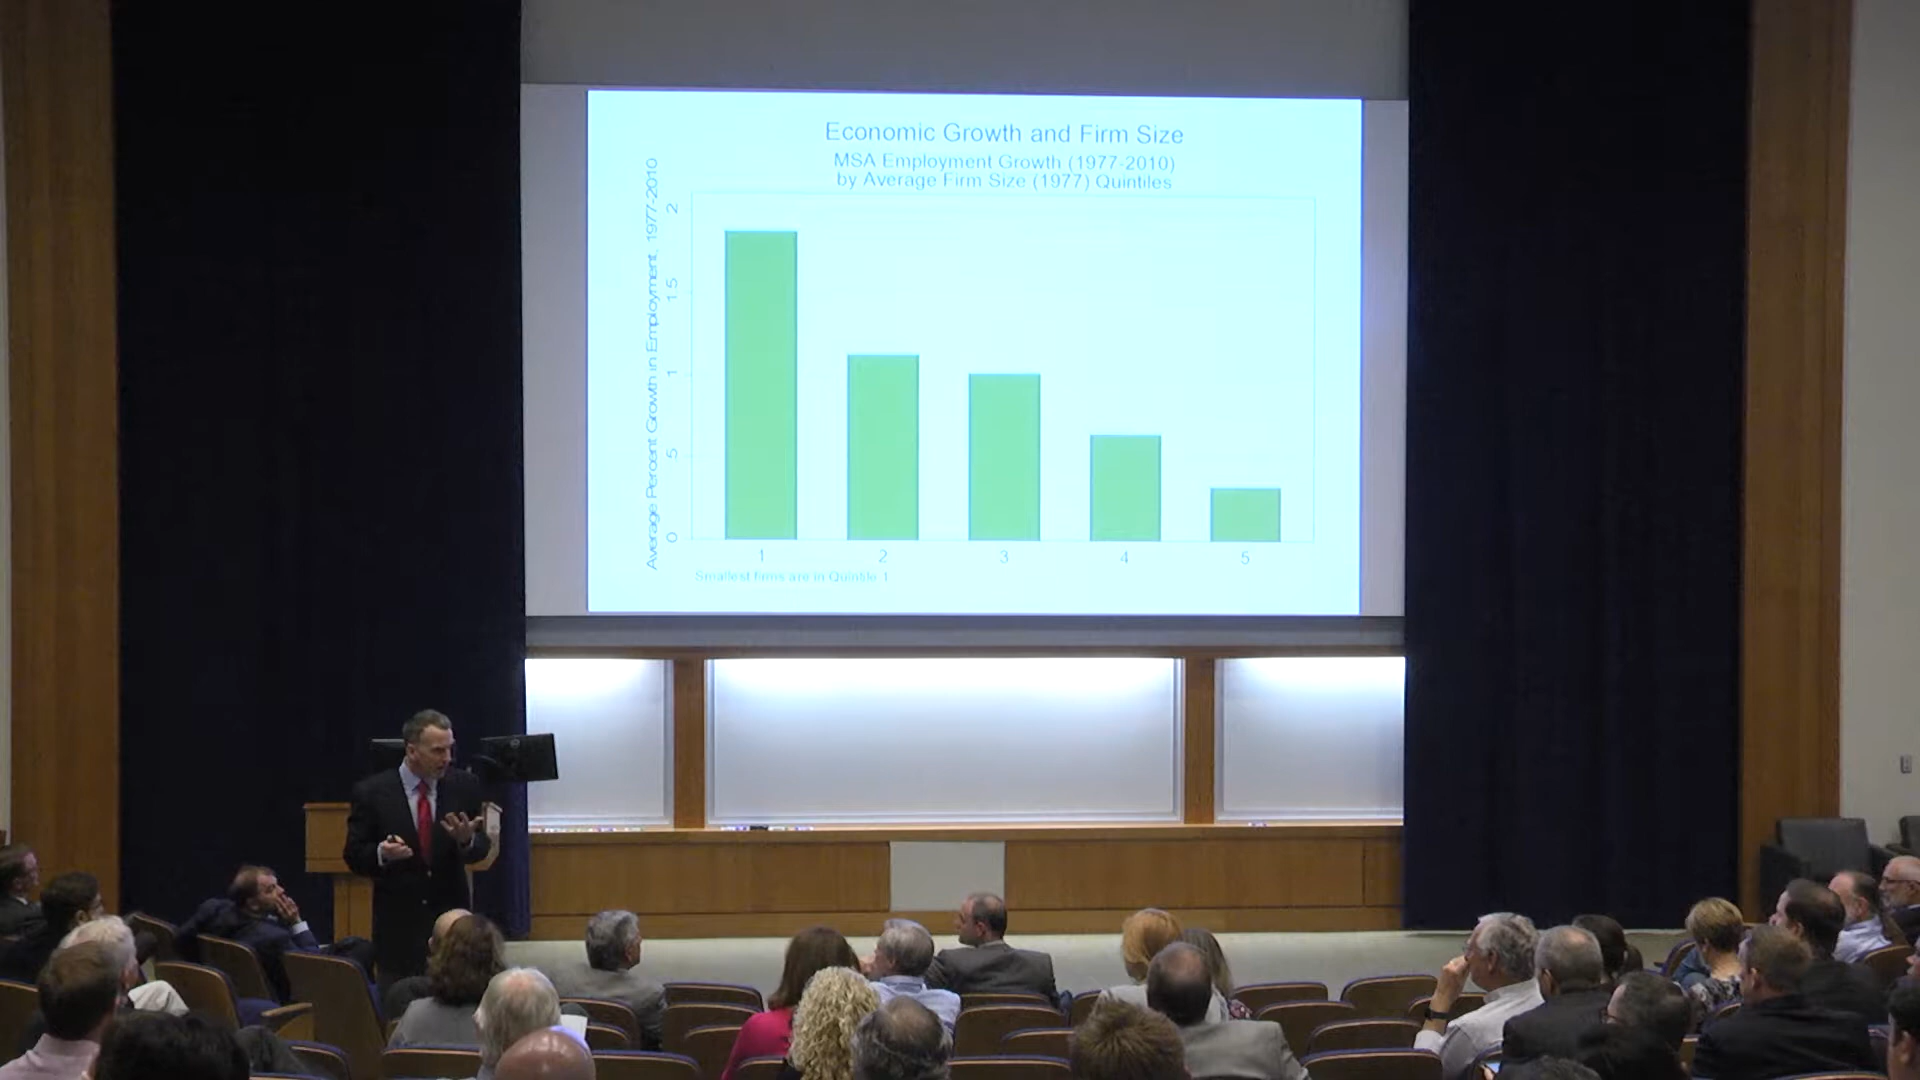 Economic Growth and Firm Size
MSA Employment Growth (1977-2010)
by Average Firm Size (1977) Quintiles
Average Percent Growth in Employment, 1977-2010
2
1.5
1
.5
0
1 2 3 4 5
Smallest firms are in Quintile 1